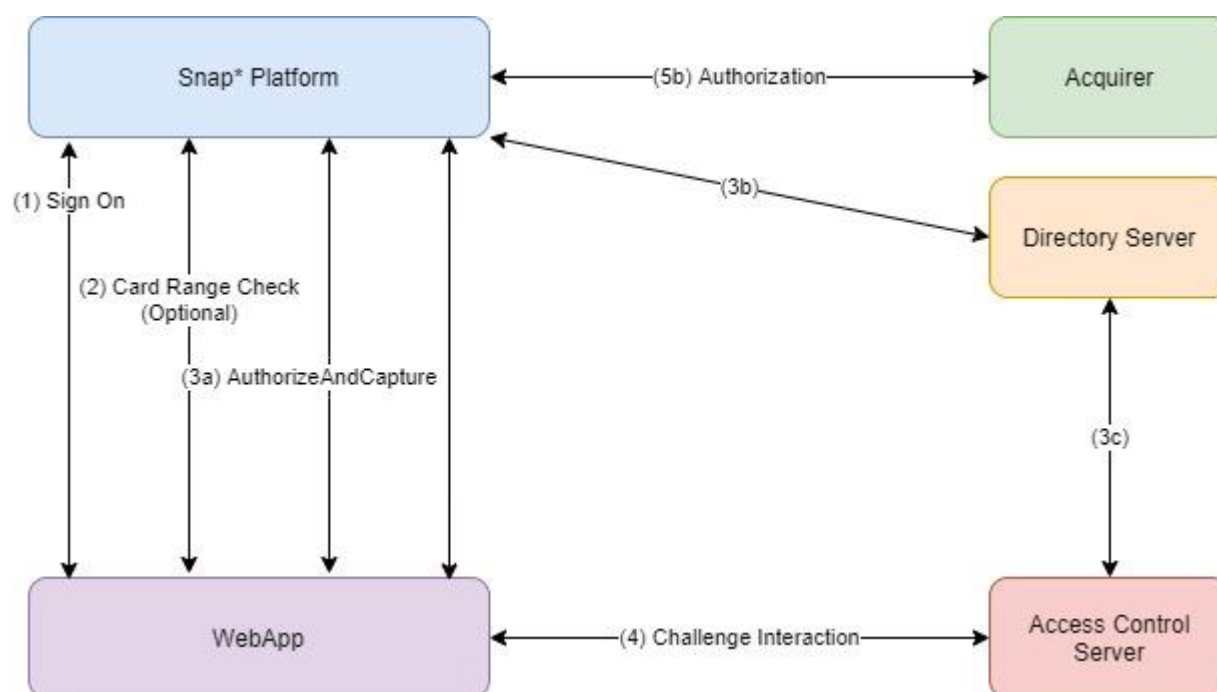 Snap* Platform
(5b) Authorization
Acquirer
(1) Sign On
(3b)
Directory Server
(2) Card Range Check
(Optional)
(3a) AuthorizeAndCapture
(3c)
WebApp
(4) Challenge Interaction
Access Control
Server